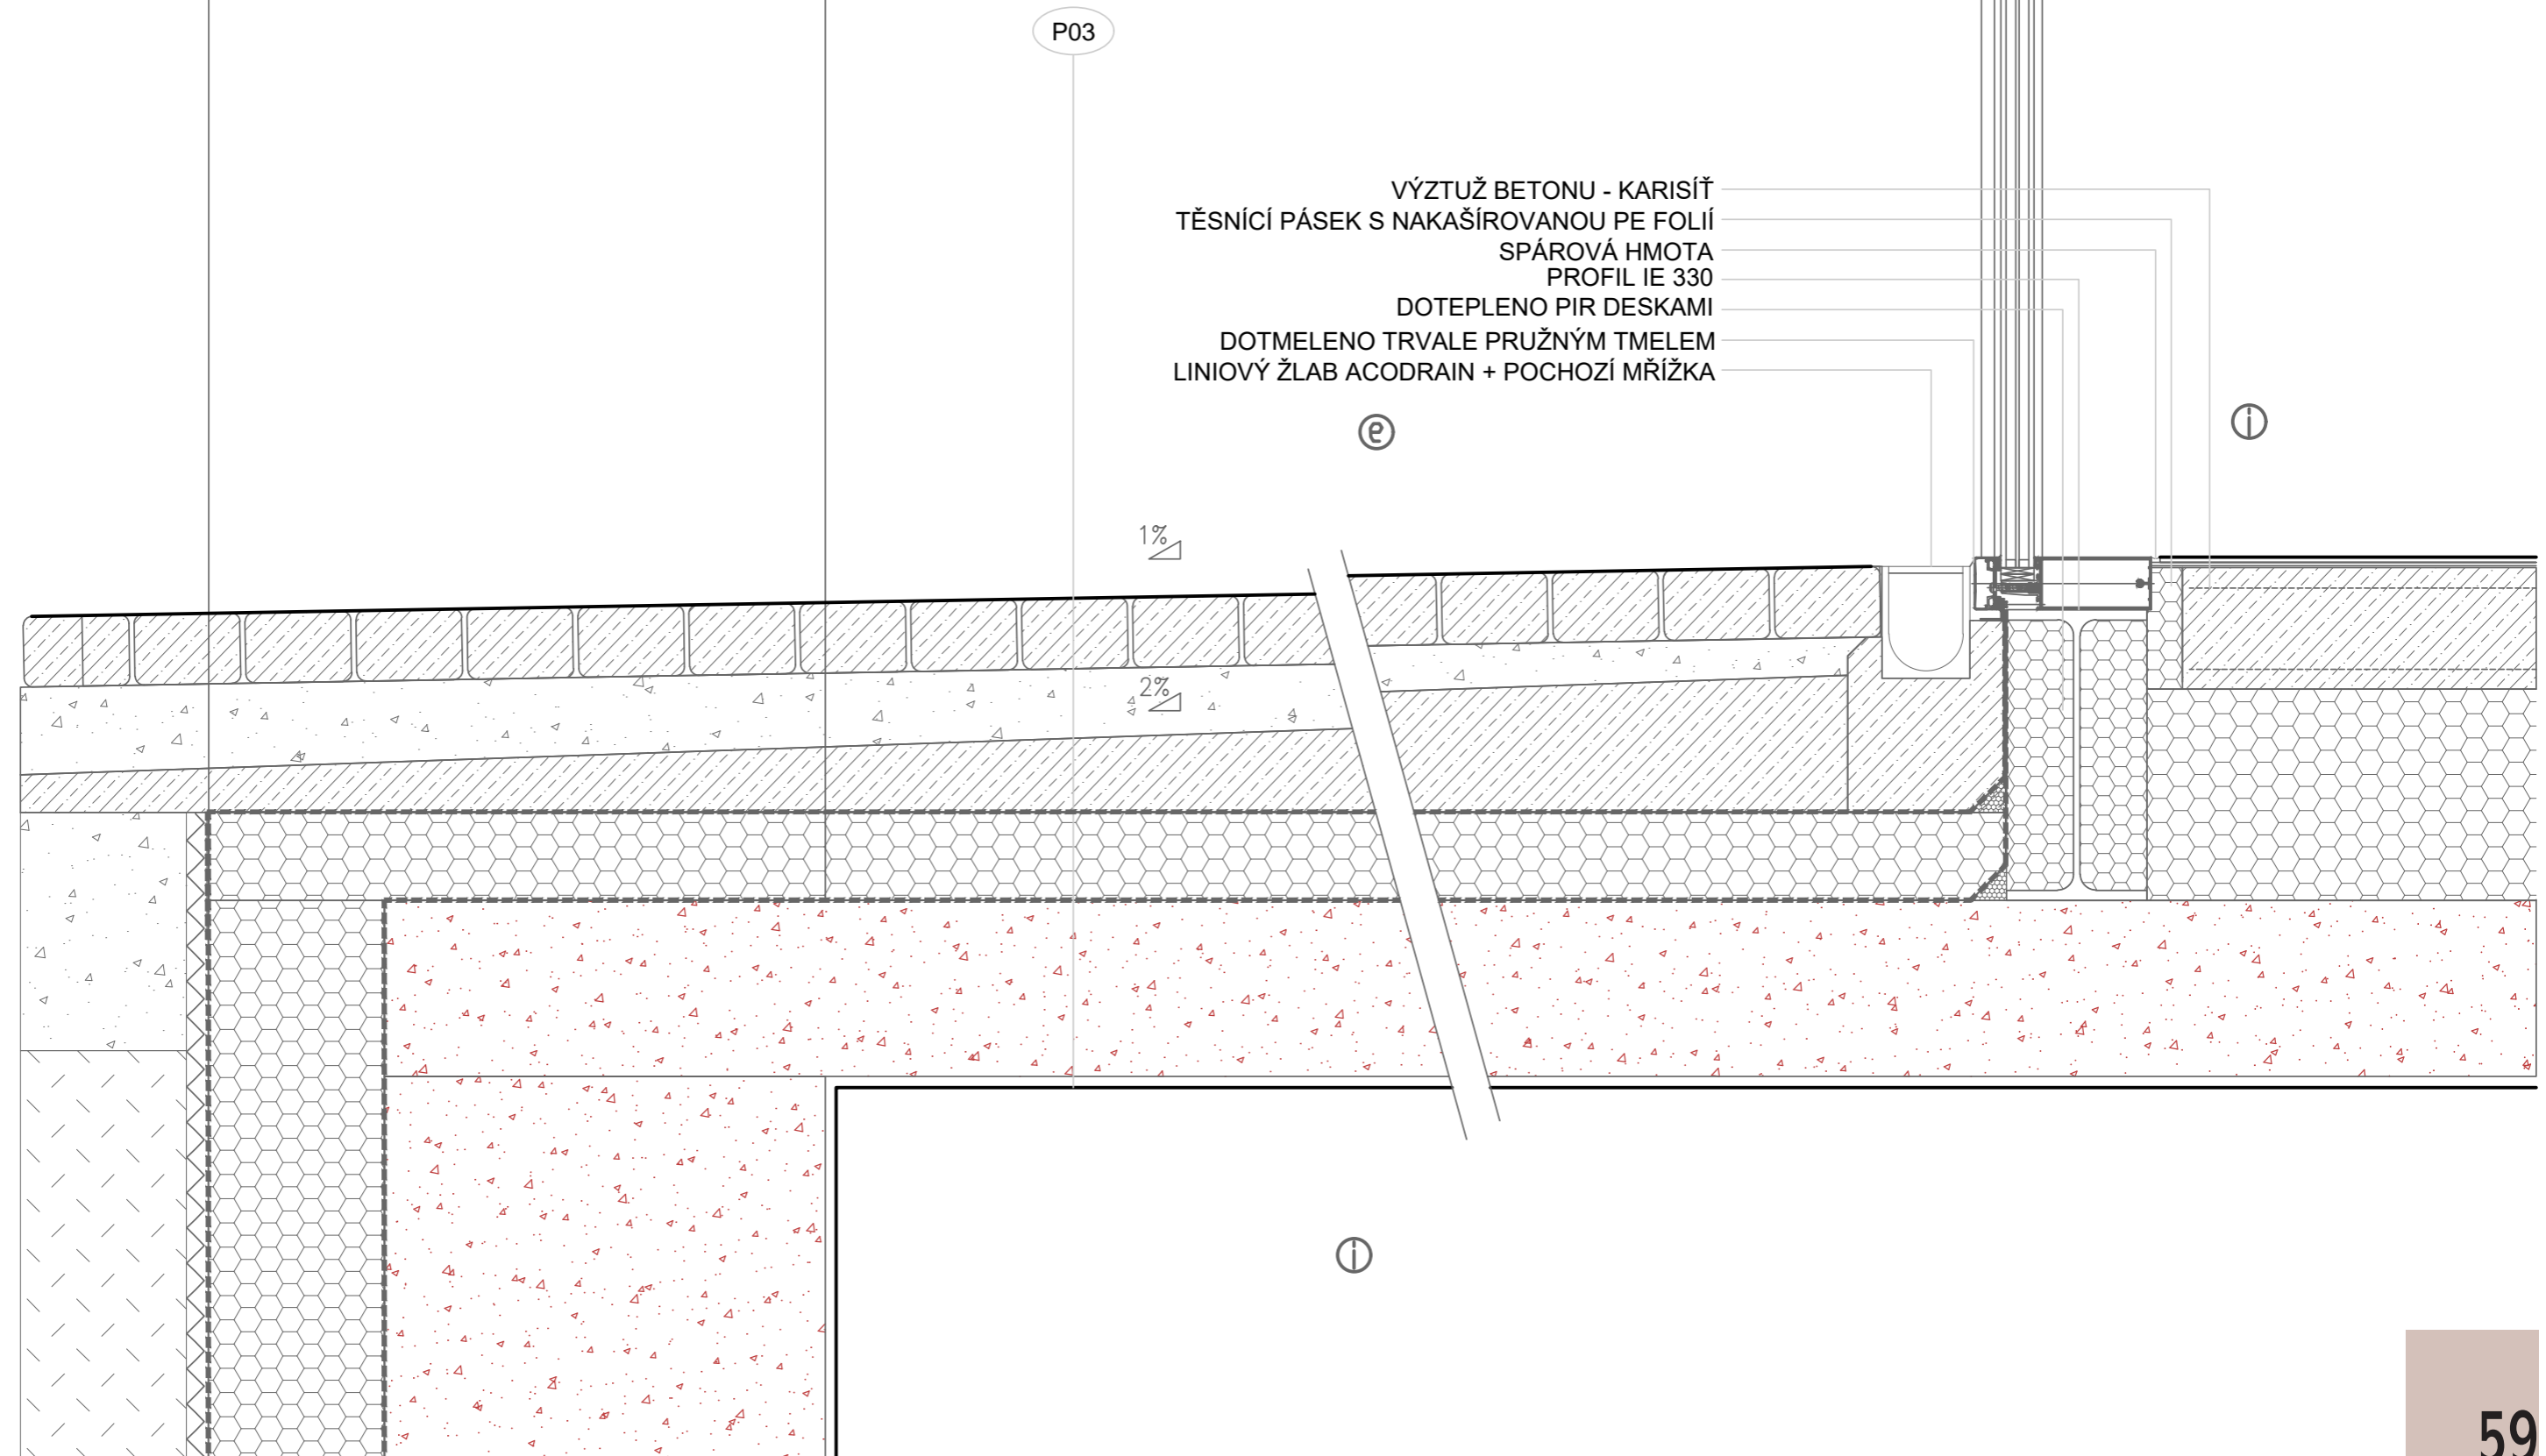 P03
VÝZTUŽ BETONU - KARISÍŤ
TĚSNÍCÍ PÁSEK S NAKAŠÍROVANOU PE FOLIÍ
SPÁROVÁ HMOTA
PROFIL IE 330
DOTEPLENO PIR DESKAMI
DOTMELENO TRVALE PRUŽNÝM TMELEM
LINIOVÝ ŽLAB ACODRAIN + POCHOZÍ MŘÍŽKA
e
i
1%
2%
i
59